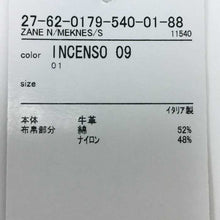 27-62-0179-540-01-88
ZANE N/MEKNES/S 11540
color INCENSO 09
01
size
イタリア製
本体 牛革
布帛部分 綿 52%
ナイロン 48%